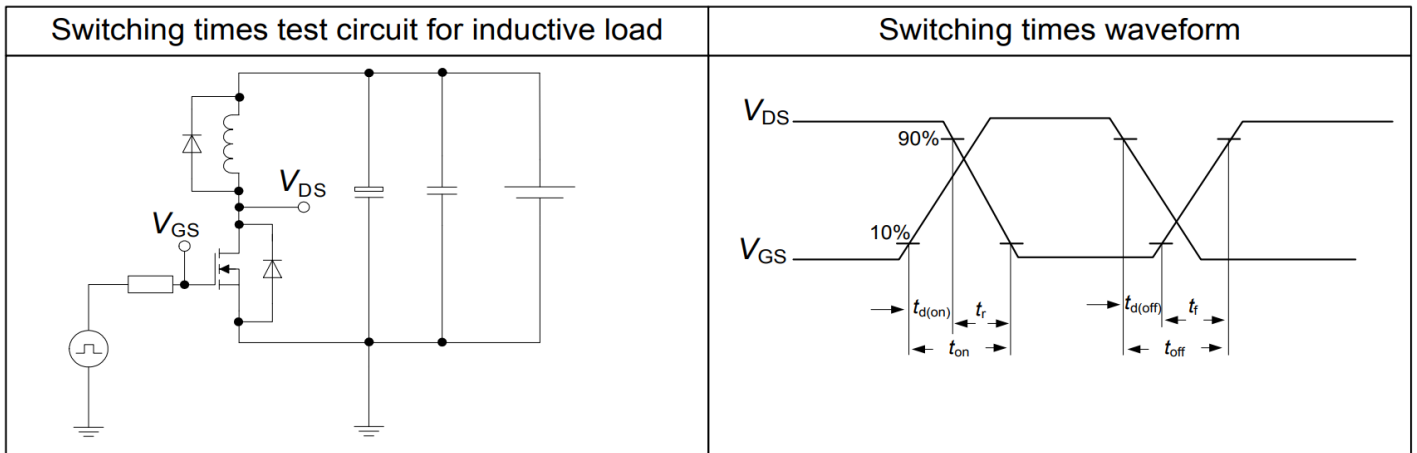 Switching times test circuit for inductive load
Switching times waveform
VDS
VGS
VDS
90%
10%
VGS
td(on)
tr
td(off)
tf
ton
toff